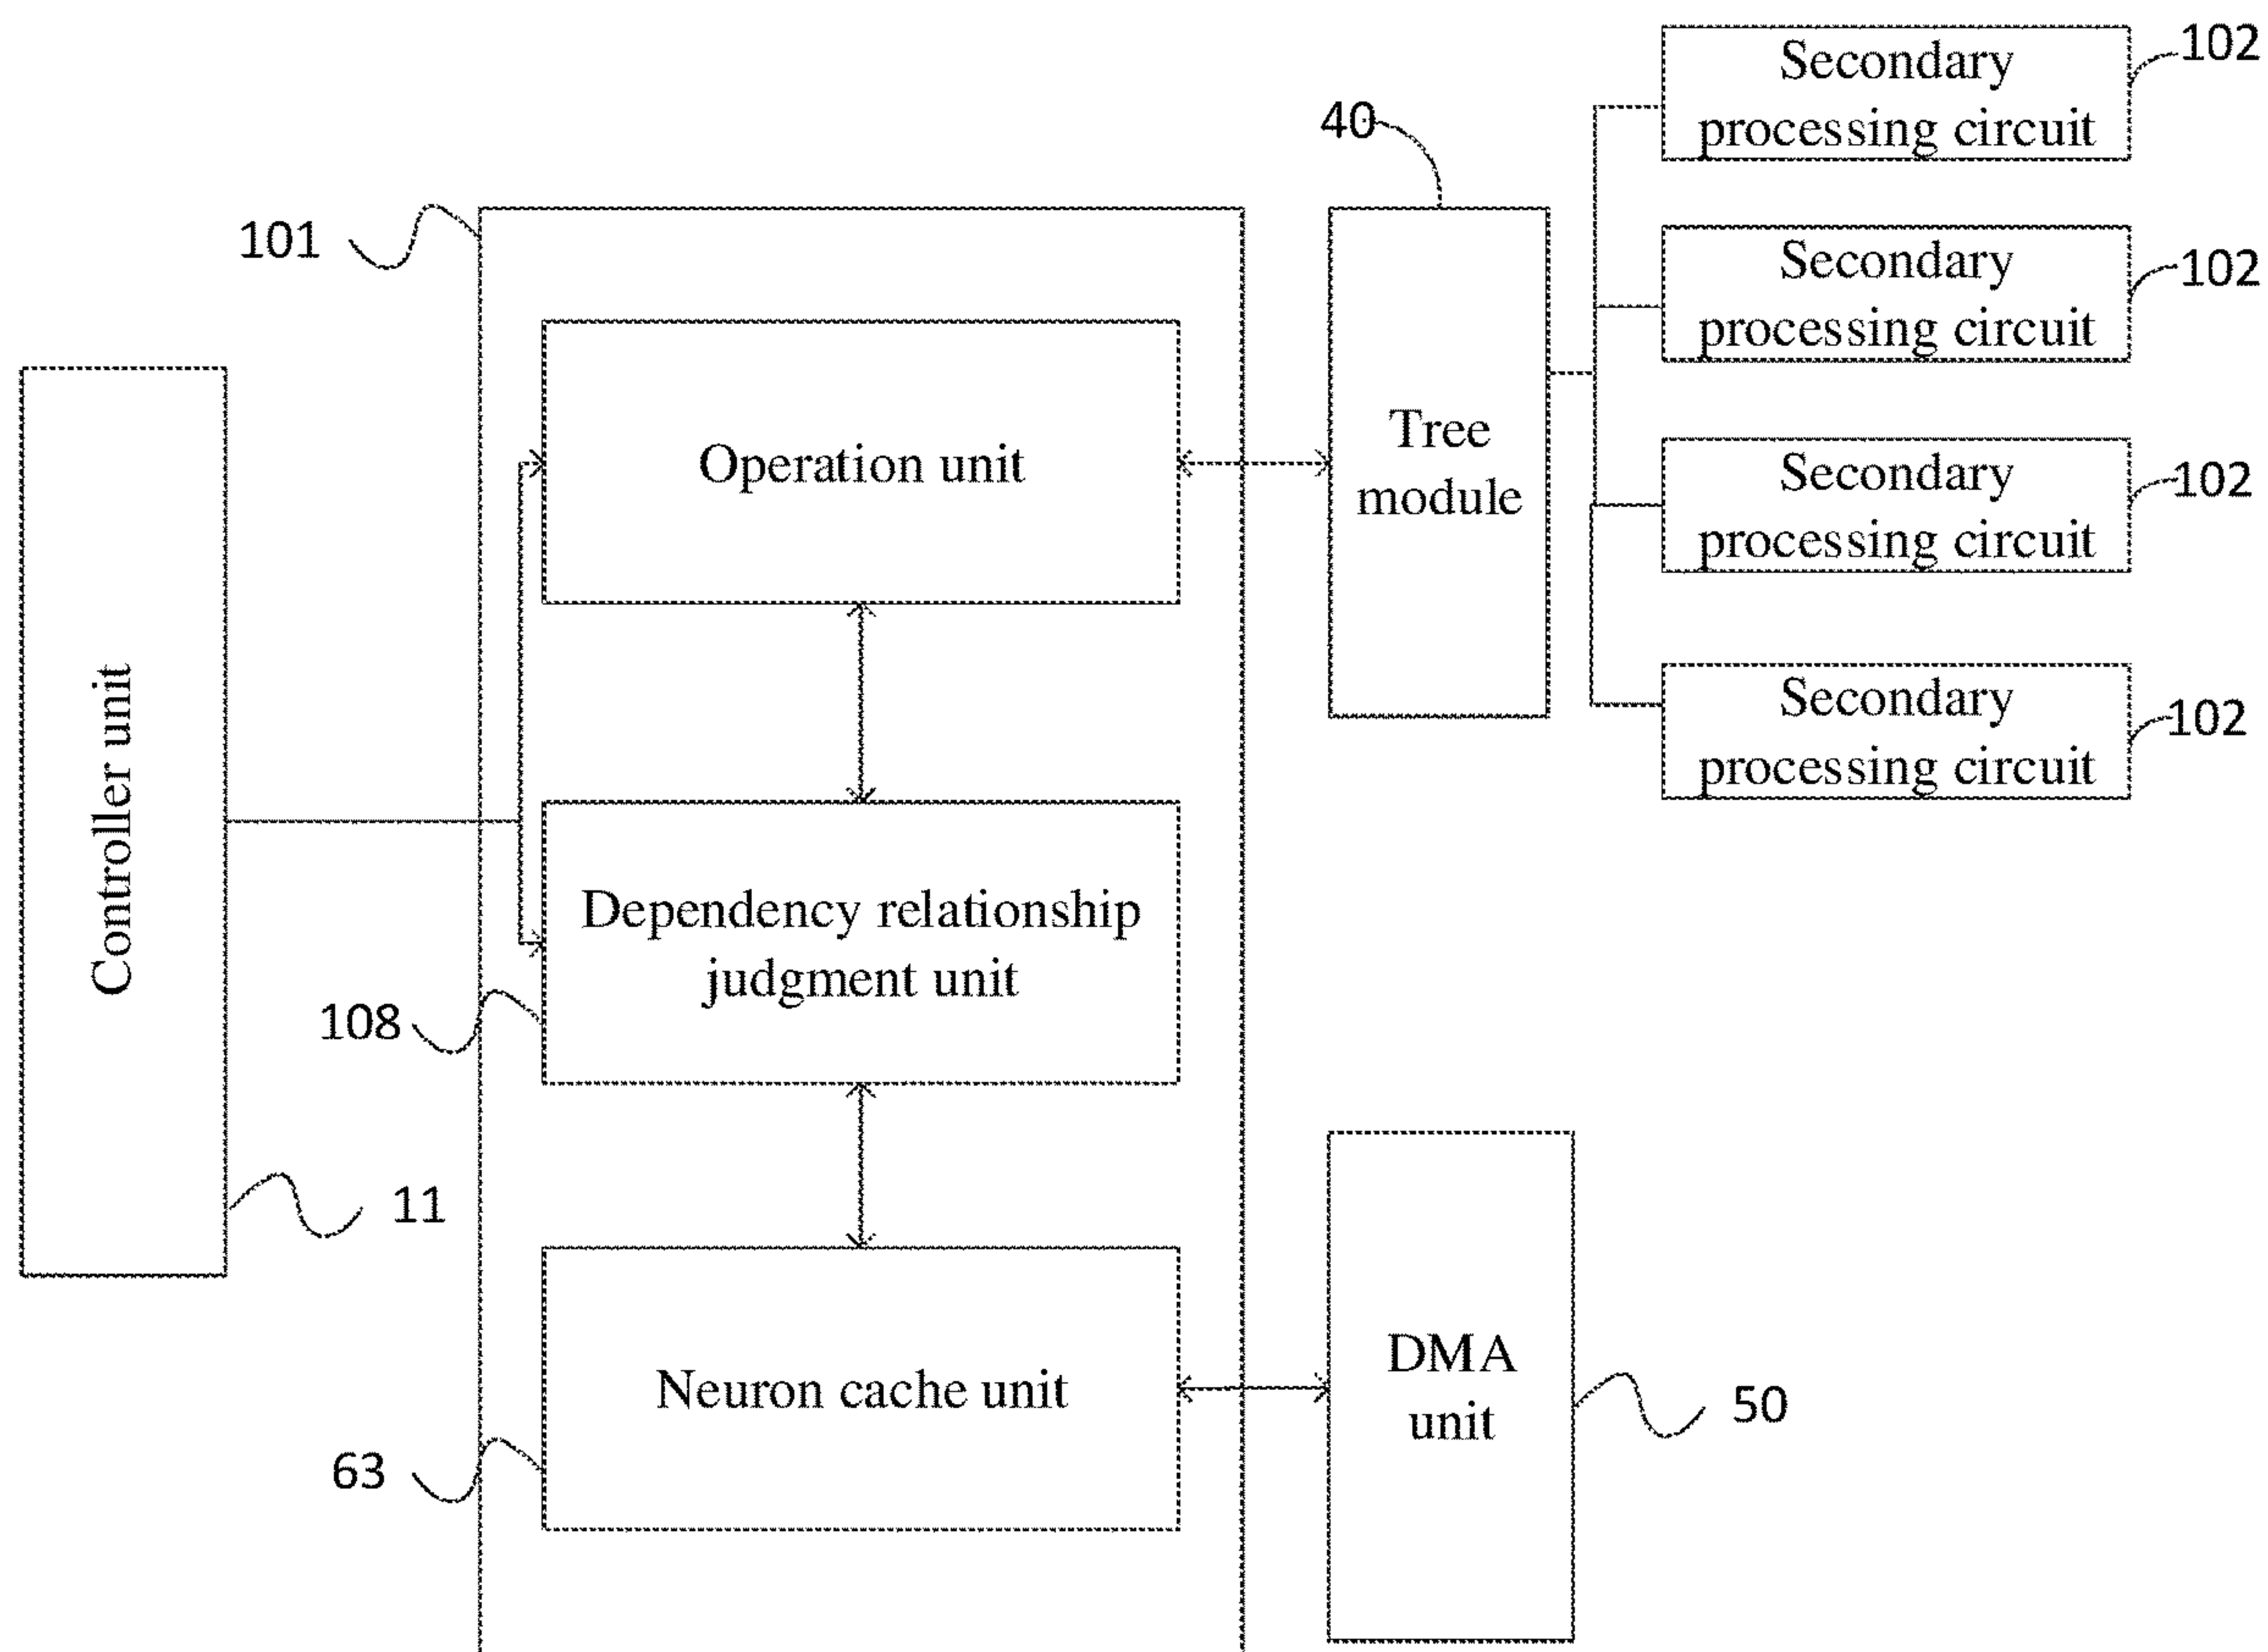 Secondary
processing circuit
102
40
Secondary
processing circuit
102
101
Tree
module
Operation unit
Secondary
processing circuit
102
Secondary
processing circuit
102
Controller unit
Dependency relationship
judgment unit
108
11
DMA
unit
50
Neuron cache unit
63